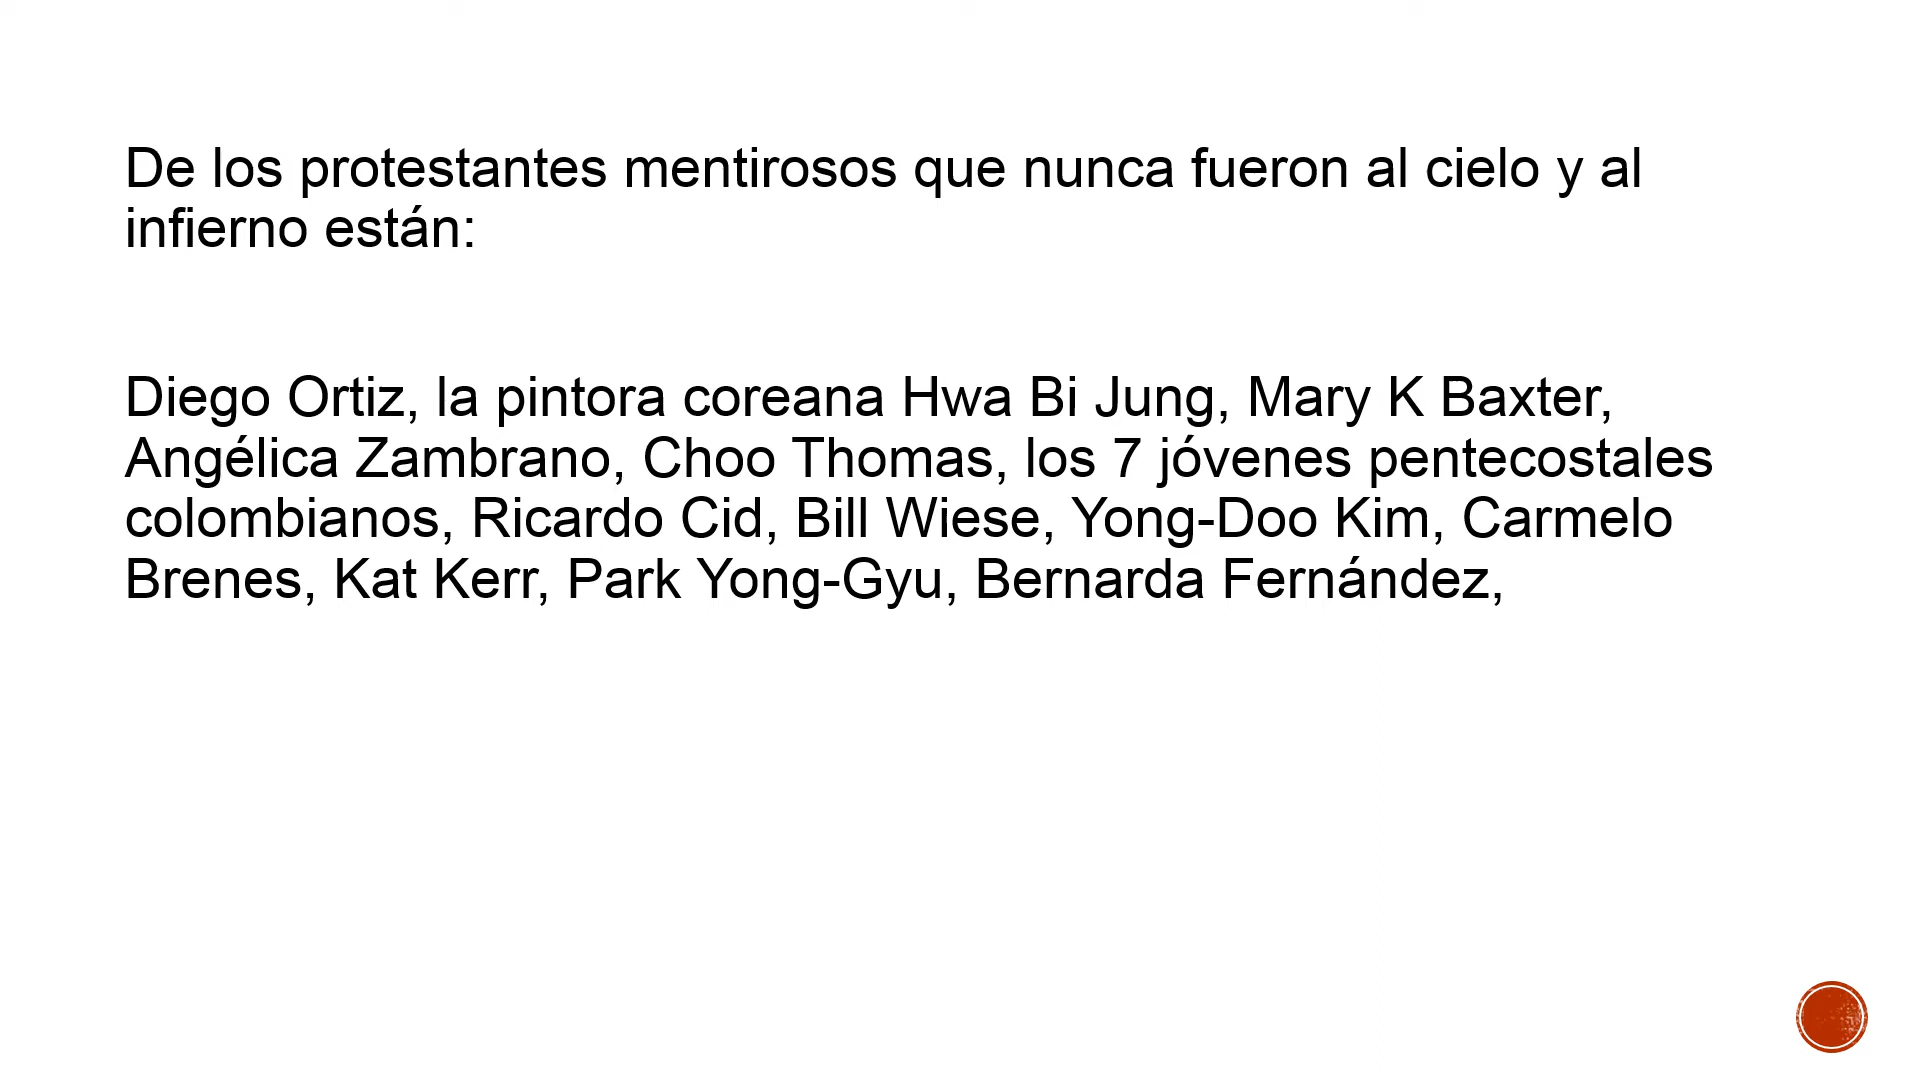 De los protestantes mentirosos que nunca fueron al cielo y al
infierno están:
Diego Ortiz, la pintora coreana Hwa Bi Jung, Mary K Baxter,
Angélica Zambrano, Choo Thomas, los 7 jóvenes pentecostales
colombianos, Ricardo Cid, Bill Wiese, Yong-Doo Kim, Carmelo
Brenes, Kat Kerr, Park Yong-Gyu, Bernarda Fernández,